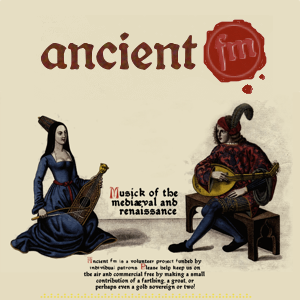 ancient fm
Musick of the
mediæval and
renaissance
Ancient fm is a volunteer project funded by
individual patrons. Please help keep us on
the air and commercial free by making a small
contribution of a farthing, a groat, or
perhaps even a gold sovereign or two!